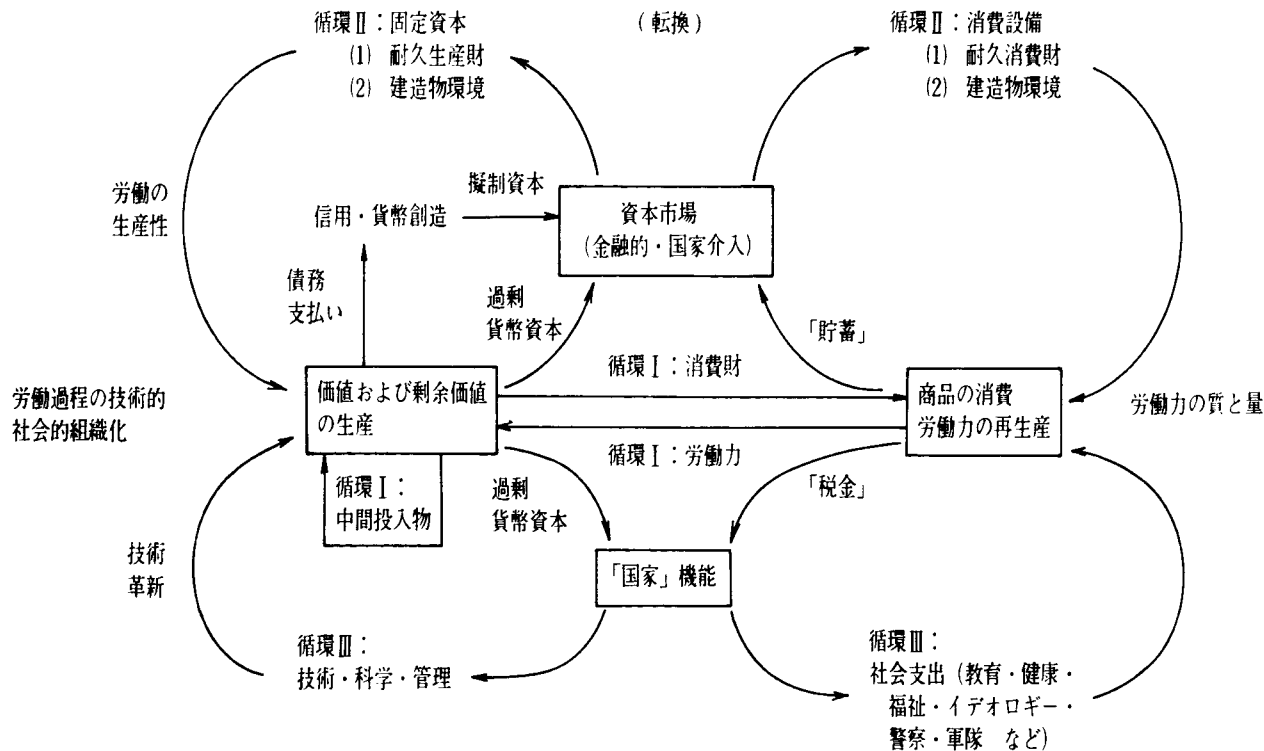 循環Ⅱ：固定資本
(1) 耐久生産財
(2) 建造物環境
(転換)
循環Ⅱ：消費設備
(1) 耐久消費財
(2) 建造物環境
労働の
生産性
信用・貨幣創造
擬制資本
資本市場
(金融的・国家介入)
債務
支払い
過剰
貨幣資本
「貯蓄」
循環Ⅰ：消費財
労働過程の技術的
社会的組織化
価値および剰余価値
の生産
商品の消費
労働力の再生産
労働力の質と量
循環Ⅰ：労働力
循環Ⅰ：
中間投入物
過剰
貨幣資本
「税金」
技術
革新
「国家」機能
循環Ⅲ：
技術・科学・管理
循環Ⅲ：
社会支出 (教育・健康・
福祉・イデオロギー・
警察・軍隊 など)